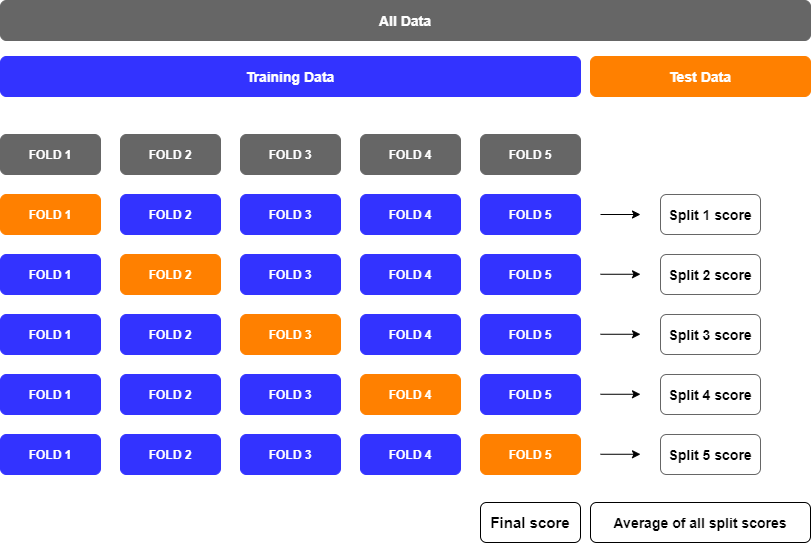 All Data
Training Data Test Data
FOLD 1 FOLD 2 FOLD 3 FOLD 4 FOLD 5
FOLD 1 FOLD 2 FOLD 3 FOLD 4 FOLD 5 Split 1 score
FOLD 1 FOLD 2 FOLD 3 FOLD 4 FOLD 5 Split 2 score
FOLD 1 FOLD 2 FOLD 3 FOLD 4 FOLD 5 Split 3 score
FOLD 1 FOLD 2 FOLD 3 FOLD 4 FOLD 5 Split 4 score
FOLD 1 FOLD 2 FOLD 3 FOLD 4 FOLD 5 Split 5 score
Final score Average of all split scores